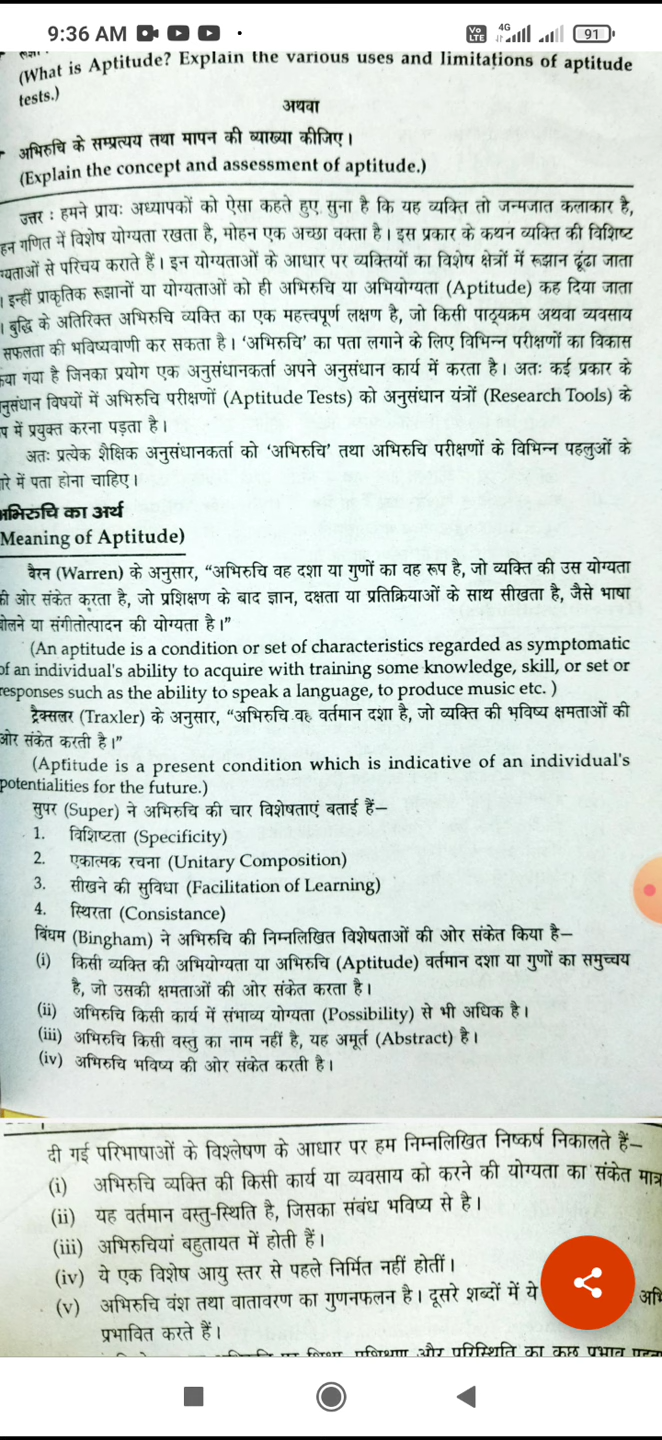 9:36 AM
Vo LTE 4G 91
(What is Aptitude? Explain the various uses and limitations of aptitude
tests.)
अथवा
अभिरुचि के सम्प्रत्यय तथा मापन की व्याख्या कीजिए।
(Explain the concept and assessment of aptitude.)
उत्तर : हमने प्रायः अध्यापकों को ऐसा कहते हुए सुना है कि यह व्यक्ति तो जन्मजात कलाकार है,
हन गणित में विशेष योग्यता रखता है, मोहन एक अच्छा वक्ता है। इस प्रकार के कथन व्यक्ति की विशिष्ट
ग्यताओं से परिचय कराते हैं। इन योग्यताओं के आधार पर व्यक्तियों का विशेष क्षेत्रों में रूझान ढूंढा जाता
। इन्हीं प्राकृतिक रूझानों या योग्यताओं को ही अभिरुचि या अभियोग्यता (Aptitude) कह दिया जाता
। बुद्धि के अतिरिक्त अभिरुचि व्यक्ति का एक महत्त्वपूर्ण लक्षण है, जो किसी पाठ्यक्रम अथवा व्यवसाय
सफलता की भविष्यवाणी कर सकता है। ‘अभिरुचि’ का पता लगाने के लिए विभिन्न परीक्षणों का विकास
या गया है जिनका प्रयोग एक अनुसंधानकर्ता अपने अनुसंधान कार्य में करता है। अतः कई प्रकार के
नुसंधान विषयों में अभिरुचि परीक्षणों (Aptitude Tests) को अनुसंधान यंत्रों (Research Tools) के
प में प्रयुक्त करना पड़ता है।
अतः प्रत्येक शैक्षिक अनुसंधानकर्ता को ‘अभिरुचि’ तथा अभिरुचि परीक्षणों के विभिन्न पहलुओं के
ारे में पता होना चाहिए।
अभिरुचि का अर्थ
Meaning of Aptitude)
वैरन (Warren) के अनुसार, “अभिरुचि वह दशा या गुणों का वह रूप है, जो व्यक्ति की उस योग्यता
की ओर संकेत करता है, जो प्रशिक्षण के बाद ज्ञान, दक्षता या प्रतिक्रियाओं के साथ सीखता है, जैसे भाषा
बोलने या संगीतोत्पादन की योग्यता है।”
(An aptitude is a condition or set of characteristics regarded as symptomatic
of an individual's ability to acquire with training some knowledge, skill, or set or
responses such as the ability to speak a language, to produce music etc. )
ट्रैक्सलर (Traxler) के अनुसार, “अभिरुचि वह वर्तमान दशा है, जो व्यक्ति की भविष्य क्षमताओं की
ओर संकेत करती है।”
(Aptitude is a present condition which is indicative of an individual's
potentialities for the future.)
सुपर (Super) ने अभिरुचि की चार विशेषताएं बताई हैं–
1. विशिष्टता (Specificity)
2. एकात्मक रचना (Unitary Composition)
3. सीखने की सुविधा (Facilitation of Learning)
4. स्थिरता (Consistance)
बिंघम (Bingham) ने अभिरुचि की निम्नलिखित विशेषताओं की ओर संकेत किया है–
(i) किसी व्यक्ति की अभियोग्यता या अभिरुचि (Aptitude) वर्तमान दशा या गुणों का समुच्चय
है, जो उसकी क्षमताओं की ओर संकेत करता है।
(ii) अभिरुचि किसी कार्य में संभाव्य योग्यता (Possibility) से भी अधिक है।
(iii) अभिरुचि किसी वस्तु का नाम नहीं है, यह अमूर्त (Abstract) है।
(iv) अभिरुचि भविष्य की ओर संकेत करती है।
दी गई परिभाषाओं के विश्लेषण के आधार पर हम निम्नलिखित निष्कर्ष निकालते हैं–
(i) अभिरुचि व्यक्ति की किसी कार्य या व्यवसाय को करने की योग्यता का संकेत मात्र
(ii) यह वर्तमान वस्तु-स्थिति है, जिसका संबंध भविष्य से है।
(iii) अभिरुचियां बहुतायत में होती हैं।
(iv) ये एक विशेष आयु स्तर से पहले निर्मित नहीं होतीं।
(v) अभिरुचि वंश तथा वातावरण का गुणनफलन है। दूसरे शब्दों में ये
प्रभावित करते हैं।